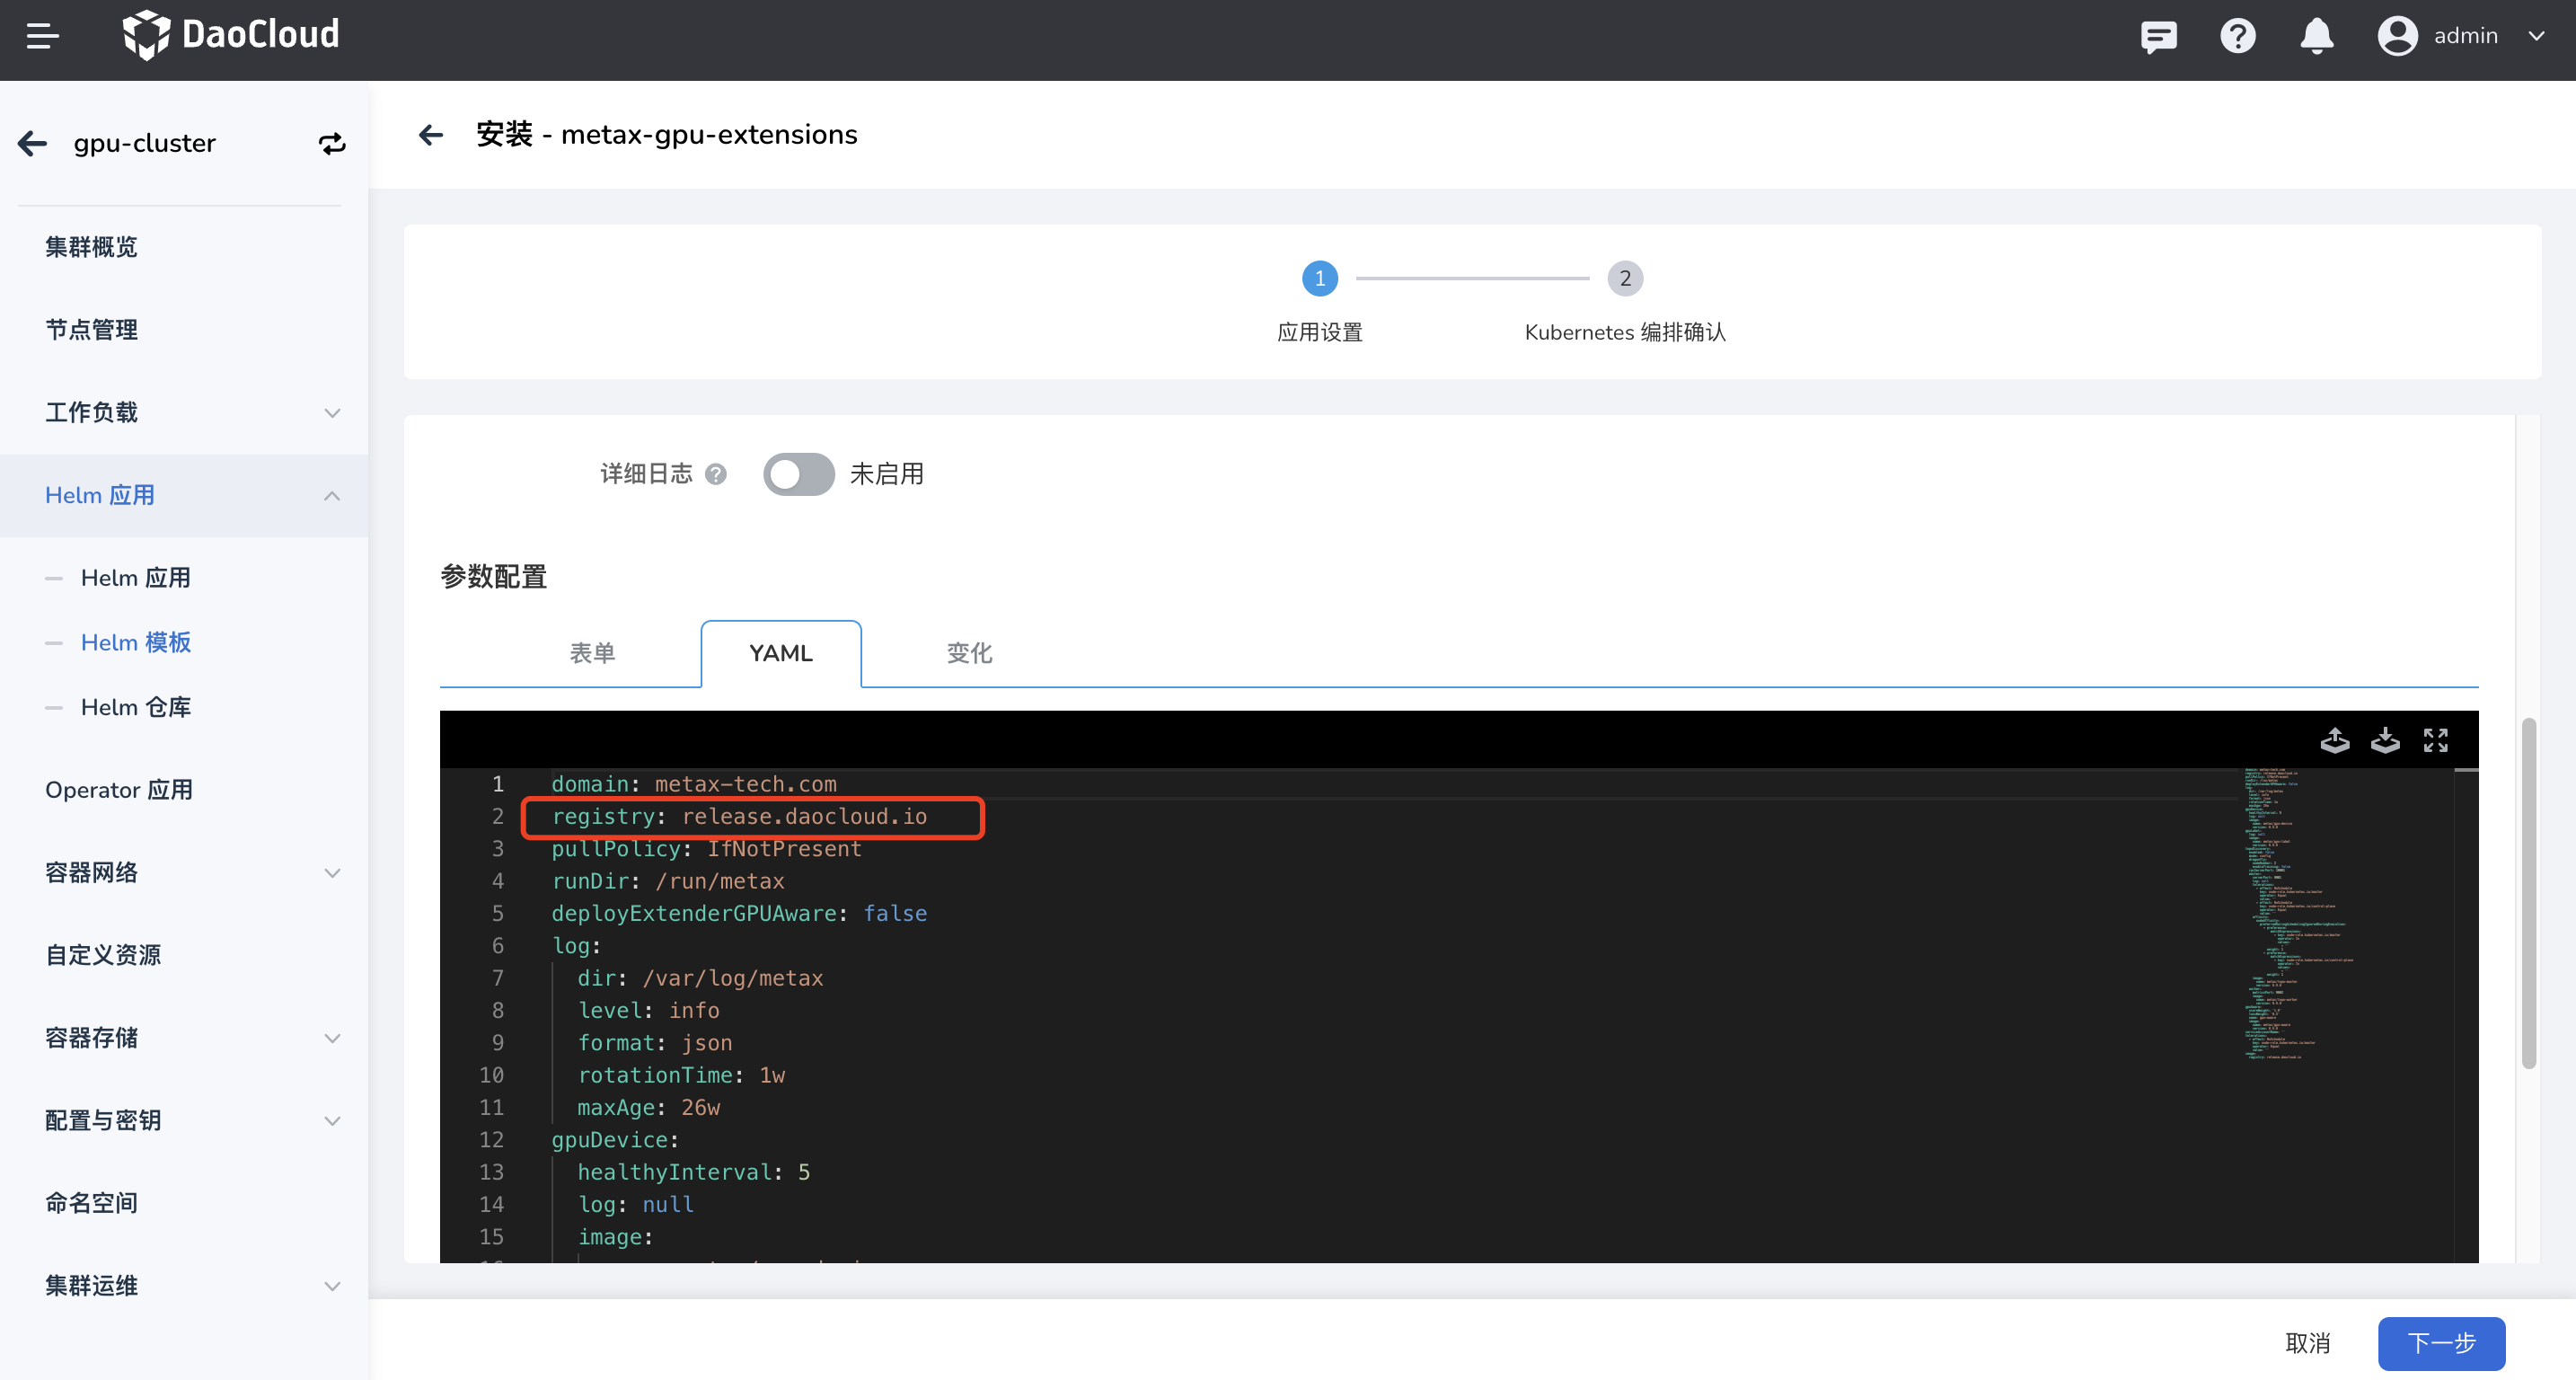 DaoCloud
admin
gpu-cluster
安装 - metax-gpu-extensions
集群概览
节点管理
工作负载
Helm 应用
Helm 应用
Helm 模板
Helm 仓库
Operator 应用
容器网络
自定义资源
容器存储
配置与密钥
命名空间
集群运维
1
2
应用设置
Kubernetes 编排确认
详细日志
未启用
参数配置
表单
YAML
变化
1 domain: metax-tech.com
2 registry: release.daocloud.io
3 pullPolicy: IfNotPresent
4 runDir: /run/metax
5 deployExtenderGPUAware: false
6 log:
7 dir: /var/log/metax
8 level: info
9 format: json
10 rotationTime: 1w
11 maxAge: 26w
12 gpuDevice:
13 healthyInterval: 5
14 log: null
15 image:
取消
下一步